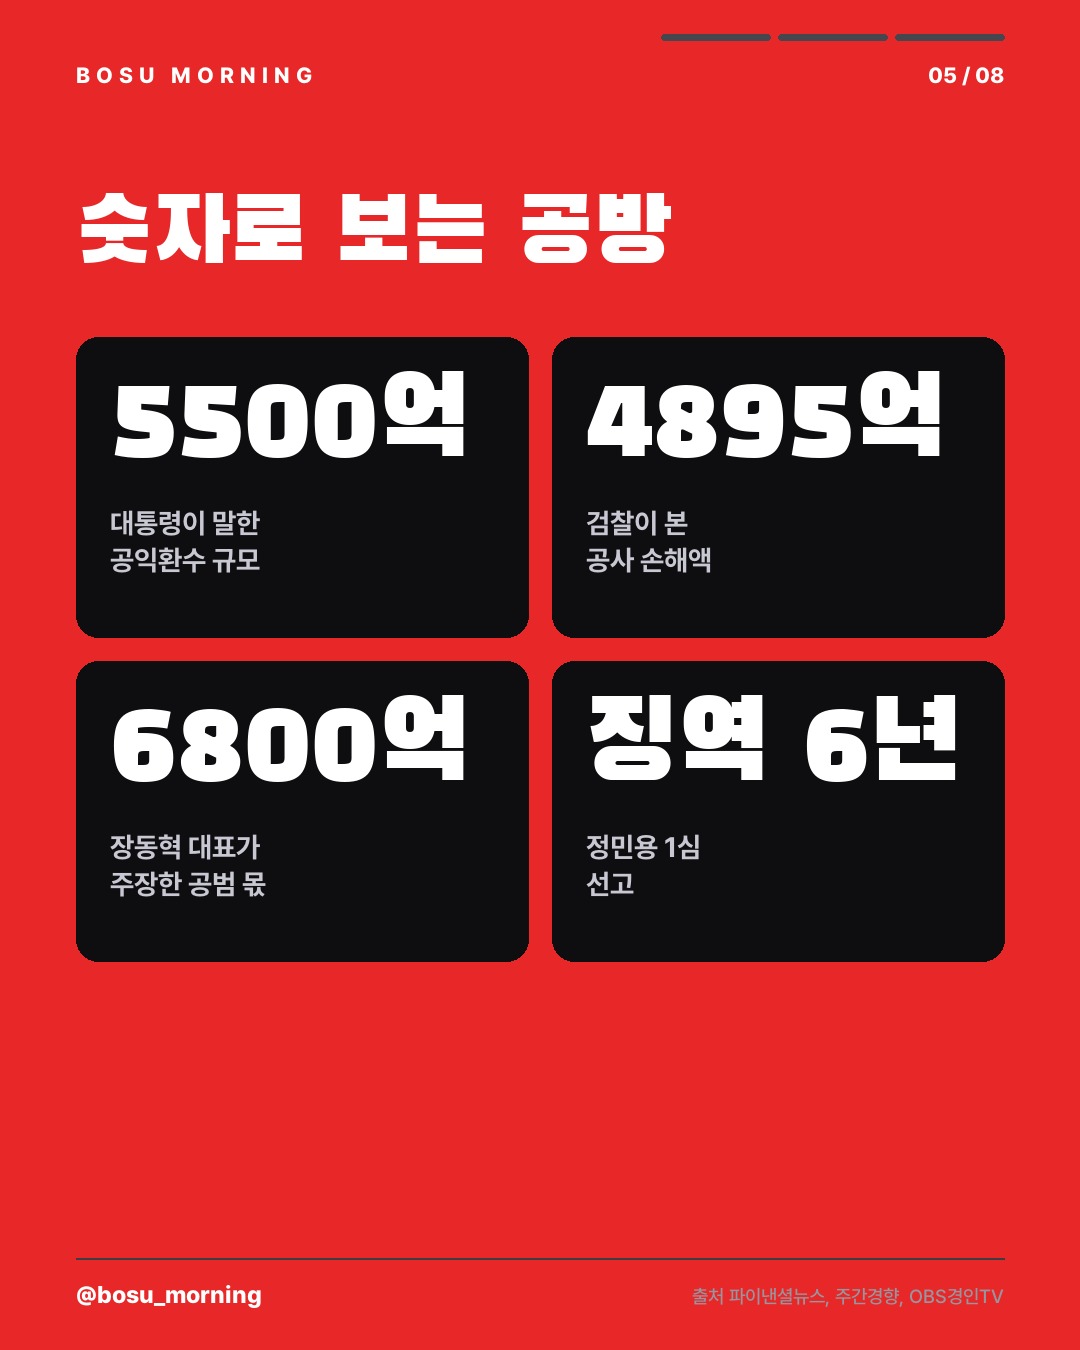 BOSU MORNING
05 / 08
숫자로 보는 공방
5500억
대통령이 말한
공익환수 규모
4895억
검찰이 본
공사 손해액
6800억
장동혁 대표가
주장한 공범 몫
징역 6년
정민용 1심
선고
@bosu_morning
출처 파이낸셜뉴스, 주간경향, OBS경인TV